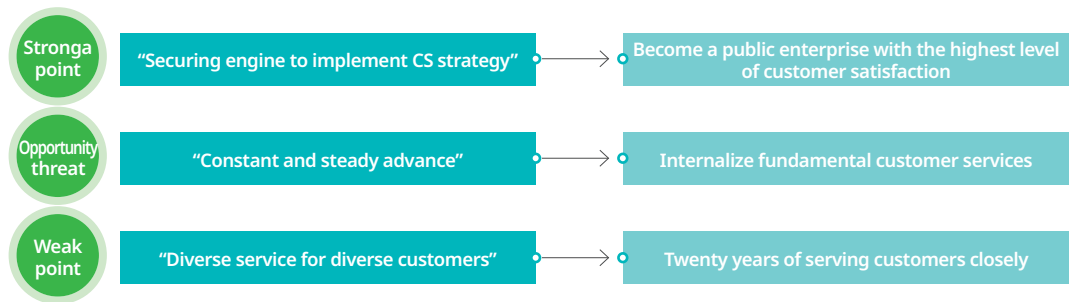 Stronga
point
“Securing engine to implement CS strategy”
Become a public enterprise with the highest level
of customer satisfaction
Opportunity
threat
“Constant and steady advance”
Internalize fundamental customer services
Weak
point
“Diverse service for diverse customers”
Twenty years of serving customers closely